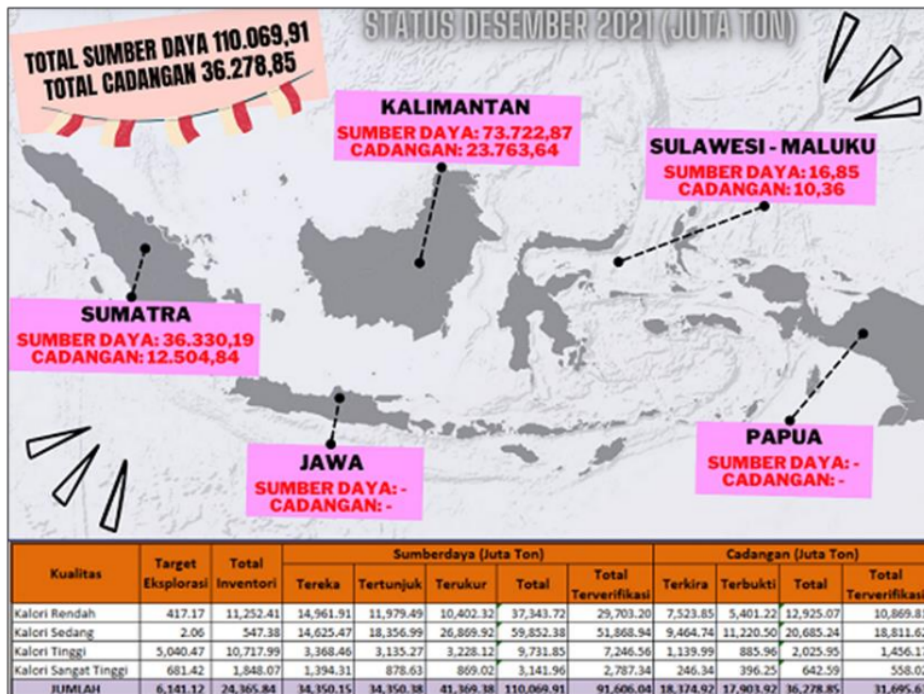 STATUS DESEMBER 2021 (JUTA TON)
TOTAL SUMBER DAYA 110.069,91
TOTAL CADANGAN 36.278,85
KALIMANTAN
SUMBER DAYA: 73.722,87
CADANGAN: 23.763,64
SULAWESI - MALUKU
SUMBER DAYA: 16,85
CADANGAN: 10,36
SUMATRA
SUMBER DAYA: 36.330,19
CADANGAN: 12.504,84
JAWA
SUMBER DAYA: -
CADANGAN: -
PAPUA
SUMBER DAYA: -
CADANGAN: -
Kualitas Target Eksplorasi Total Inventori Sumberdaya (Juta Ton) Cadangan (Juta Ton)
Tereka Tertunjuk Terukur Total Total Terverifikasi Terkira Terbukti Total Total Terverifikasi
Kalori Rendah 417.17 11,252.41 14,961.91 11,979.49 10,402.32 37,343.72 29,703.20 7,523.85 5,401.22 12,925.07
Kalori Sedang 2.06 547.38 14,625.47 18,356.99 26,869.92 59,852.38 51,868.94 9,464.74 11,220.50 20,685.24
Kalori Tinggi 5,040.47 10,717.99 3,368.46 3,135.27 3,228.12 9,731.85 7,246.56 1,139.99 885.96 2,025.95
Kalori Sangat Tinggi 681.42 1,848.07 1,394.31 878.63 869.02 3,141.96 2,787.34 246.34 396.25 642.59
JUMLAH 6,141.12 24,365.84 34,350.15 34,350.38 41,369.38 110,069.91 91,606.04 18,374.92 17,903.92 36,278.85